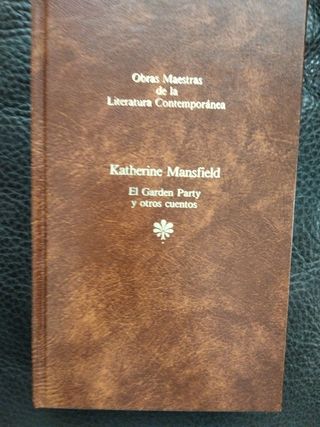 Obras Maestras
de la
Literatura Contemporánea
Katherine Mansfield
El Garden Party
y otros cuentos